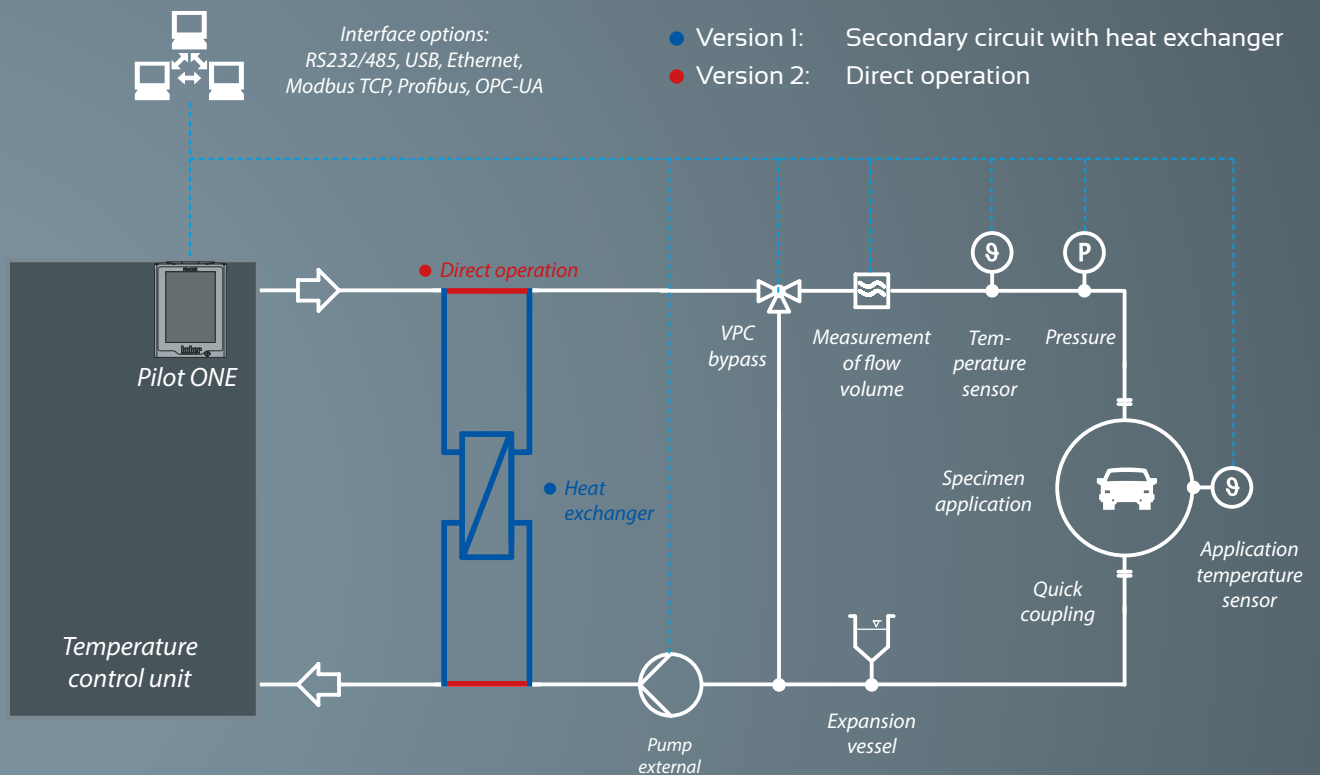 Interface options:
RS232/485, USB, Ethernet,
Modbus TCP, Profibus, OPC-UA
Version 1: Secondary circuit with heat exchanger
Version 2: Direct operation
Direct operation
Pilot ONE
huber
VPC
bypass
Measurement
of flow
volume
ϑ
Tem-
perature
sensor
P
Pressure
Heat
exchanger
Specimen
application
ϑ
Application
temperature
sensor
Quick
coupling
Temperature
control unit
Pump
external
Expansion
vessel